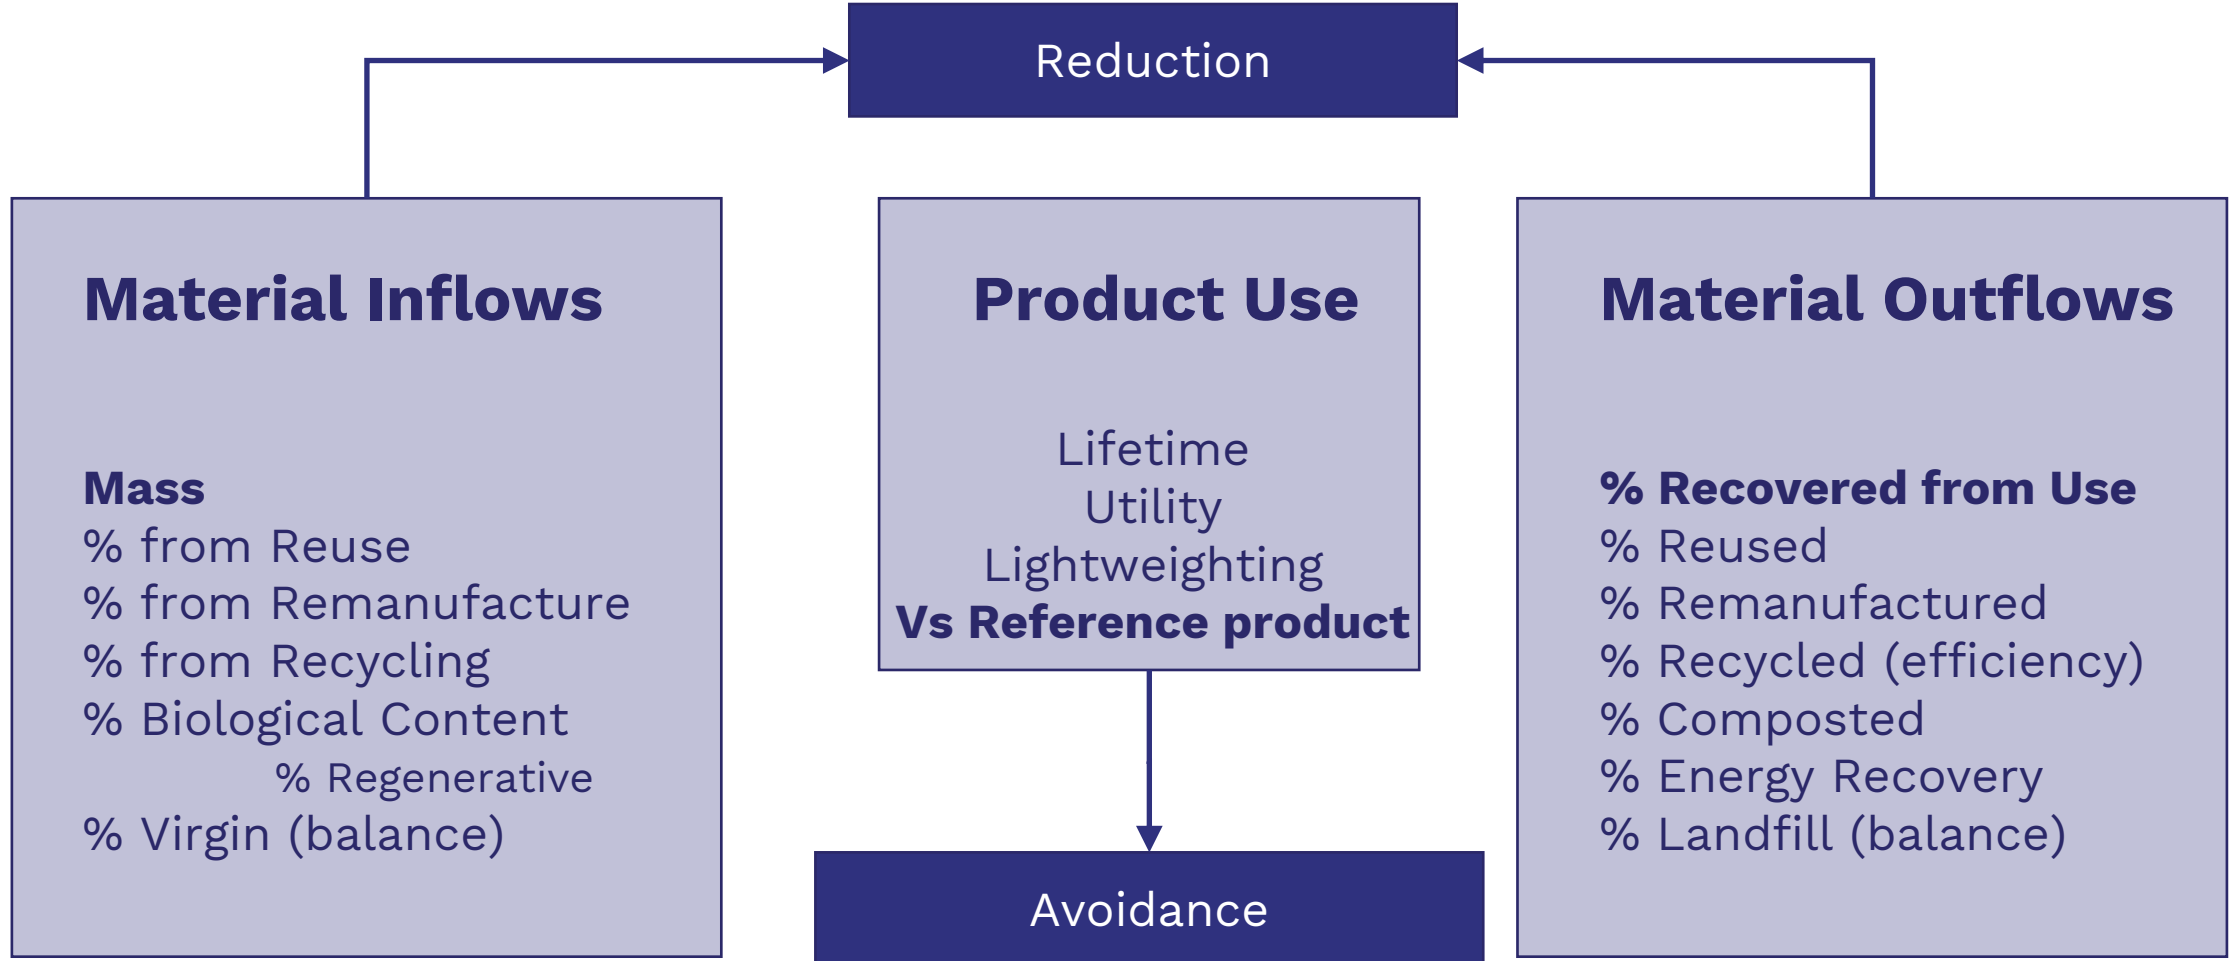 Reduction
Material Inflows
Mass
% from Reuse
% from Remanufacture
% from Recycling
% Biological Content
% Regenerative
% Virgin (balance)
Product Use
Lifetime
Utility
Lightweighting
Vs Reference product
Material Outflows
% Recovered from Use
% Reused
% Remanufactured
% Recycled (efficiency)
% Composted
% Energy Recovery
% Landfill (balance)
Avoidance